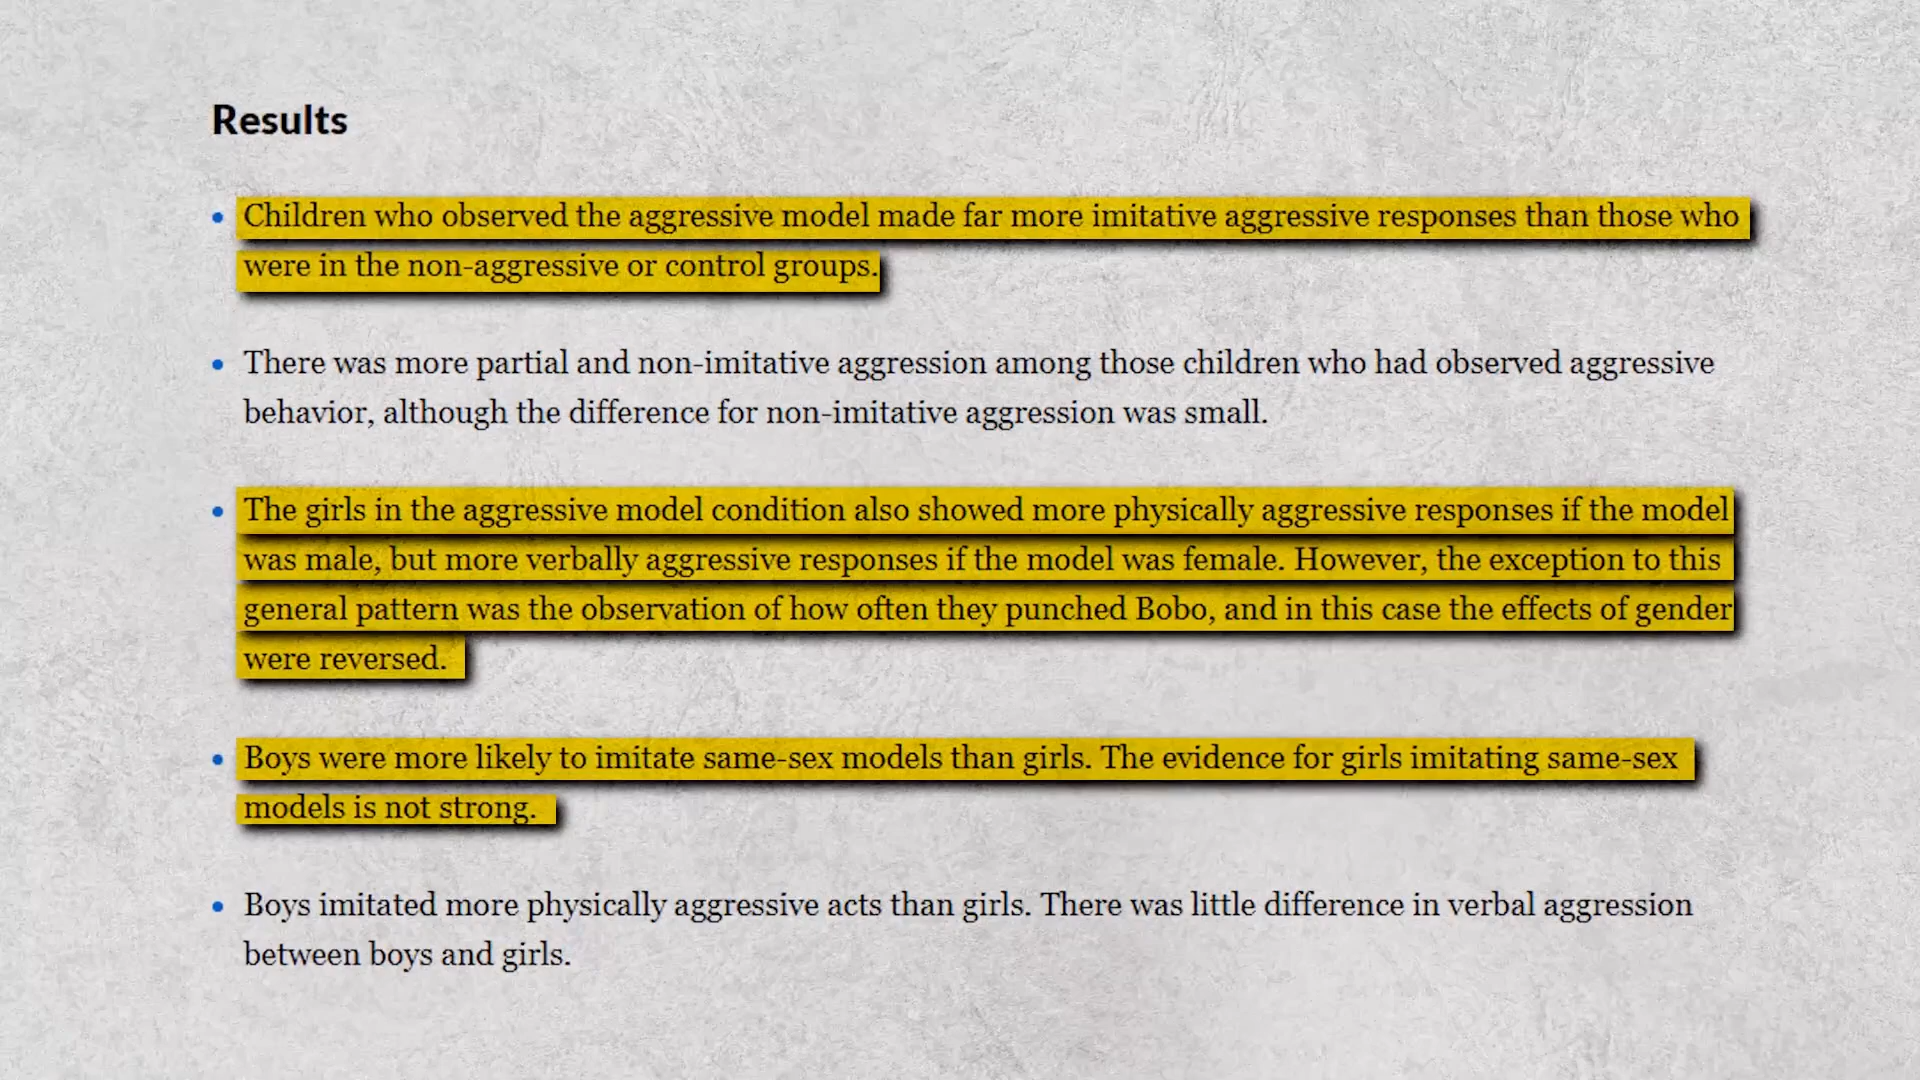 Results
• Children who observed the aggressive model made far more imitative aggressive responses than those who
were in the non-aggressive or control groups.
• There was more partial and non-imitative aggression among those children who had observed aggressive
behavior, although the difference for non-imitative aggression was small.
• The girls in the aggressive model condition also showed more physically aggressive responses if the model
was male, but more verbally aggressive responses if the model was female. However, the exception to this
general pattern was the observation of how often they punched Bobo, and in this case the effects of gender
were reversed.
• Boys were more likely to imitate same-sex models than girls. The evidence for girls imitating same-sex
models is not strong.
• Boys imitated more physically aggressive acts than girls. There was little difference in verbal aggression
between boys and girls.